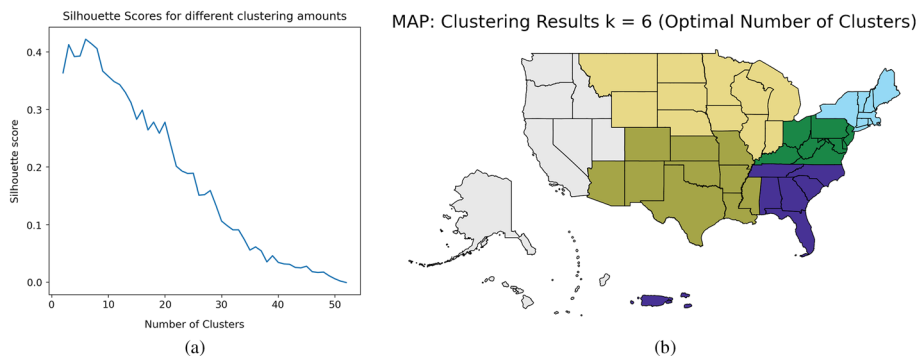 Silhouette Scores for different clustering amounts
0.4
0.3
0.2
0.1
0.0
Silhouette score
0 10 20 30 40 50
Number of Clusters
(a)
MAP: Clustering Results k = 6 (Optimal Number of Clusters)
(b)